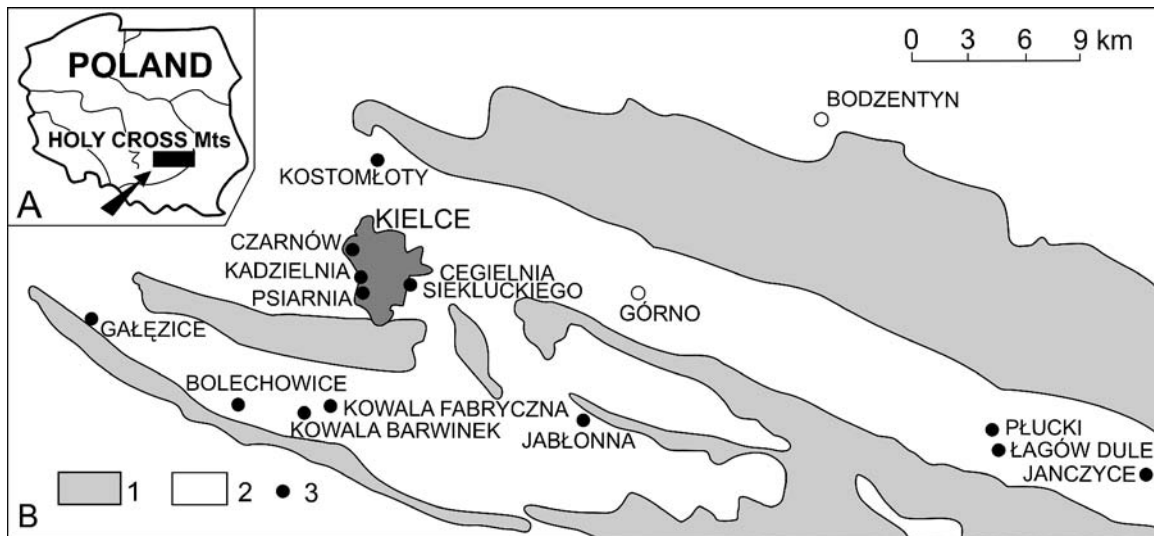 POLAND
HOLY CROSS Mts
A
0 3 6 9 km
BODZENTYN
KOSTOMŁOTY
KIELCE
CZARNÓW
KADZIELNIA
PSIARNIA
CEGIELNIA
SIEKLUCKIEGO
GÓRNO
GAŁĘZICE
BOLECHOWICE
KOWALA FABRYCZNA
KOWALA BARWINEK
JABŁONNA
PŁUCKI
ŁAGÓW DULE
JANCZYCE
1 2 3
B